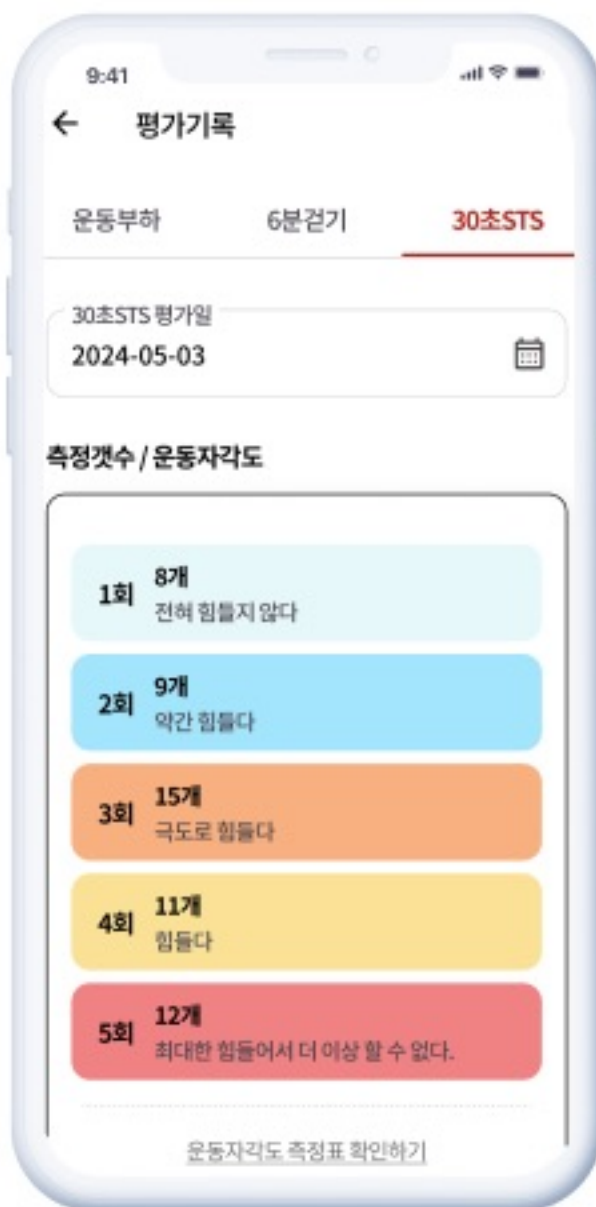 9:41
평가기록
운동부하
6분걷기
30초STS
30초STS 평가일
2024-05-03
측정갯수 / 운동자각도
1회
8개
전혀 힘들지 않다
2회
9개
약간 힘들다
3회
15개
극도로 힘들다
4회
11개
힘들다
5회
12개
최대한 힘들어서 더 이상 할 수 없다.
운동자각도 측정표 확인하기